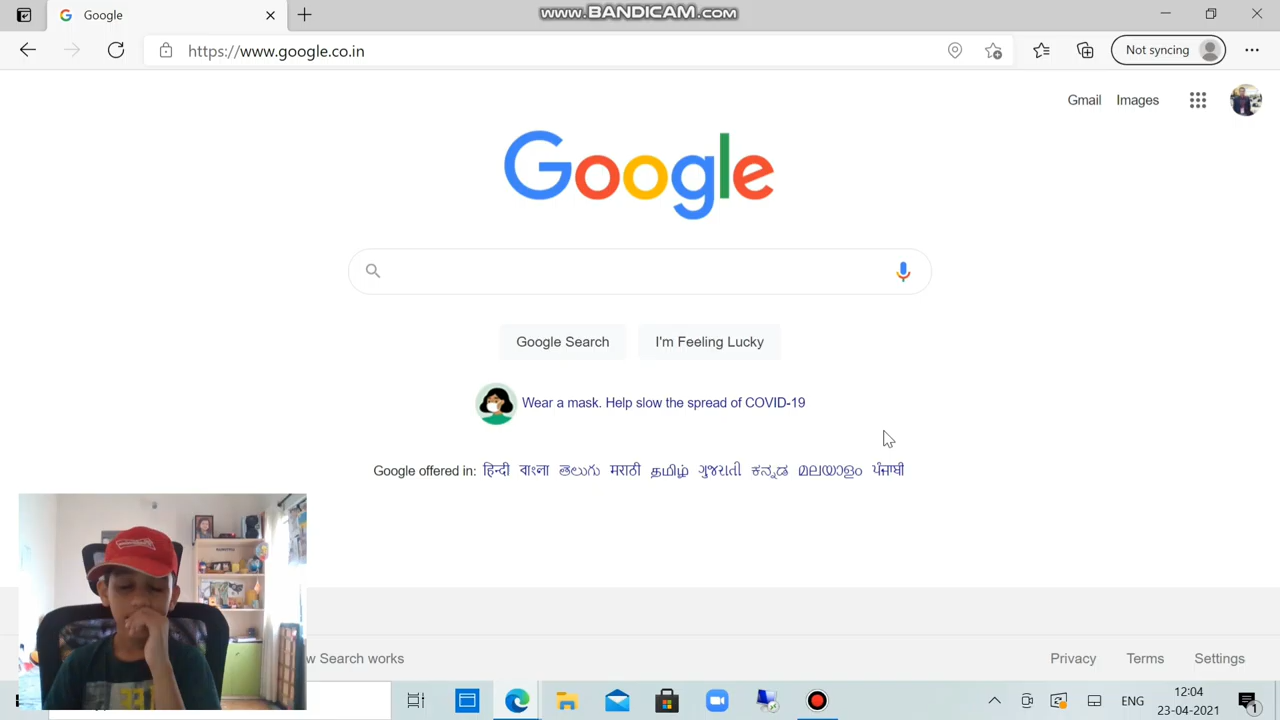 Google
www.BANDICAM.com
https://www.google.co.in
Not syncing
Gmail Images
Google
Google Search I'm Feeling Lucky
Wear a mask. Help slow the spread of COVID-19
Google offered in: हिन्दी বাংলা తెలుగు मराठी தமிழ் ગુજરાતી ಕನ್ನಡ മലയാളം ਪੰਜਾਬੀ
Search works
Privacy Terms Settings
ENG
12:04
23-04-2021
1